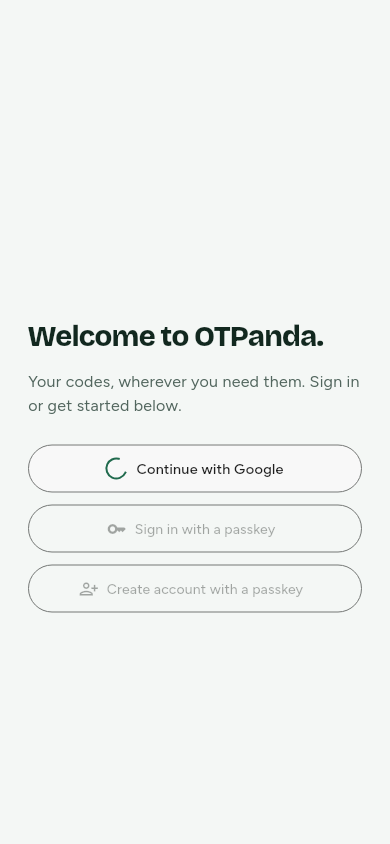 Welcome to OTPanda.
Your codes, wherever you need them. Sign in
or get started below.
Continue with Google
Sign in with a passkey
Create account with a passkey